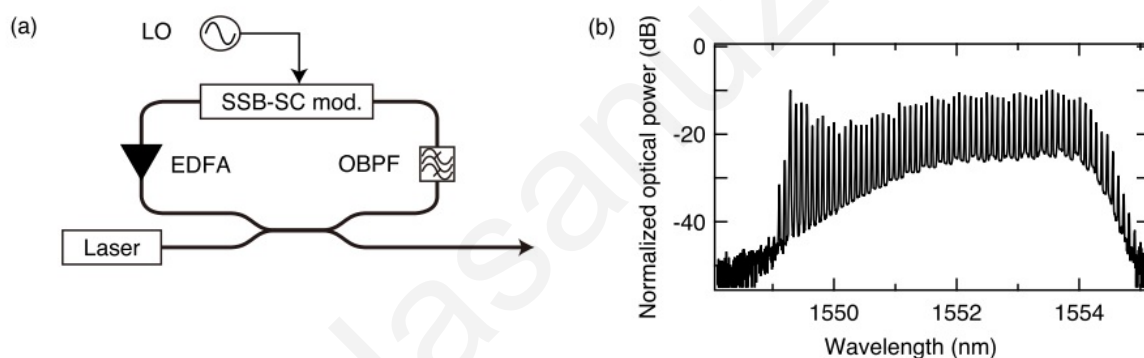 (a)
LO
SSB-SC mod.
EDFA
OBPF
Laser
(b)
Normalized optical power (dB)
0
-20
-40
1550
1552
1554
Wavelength (nm)